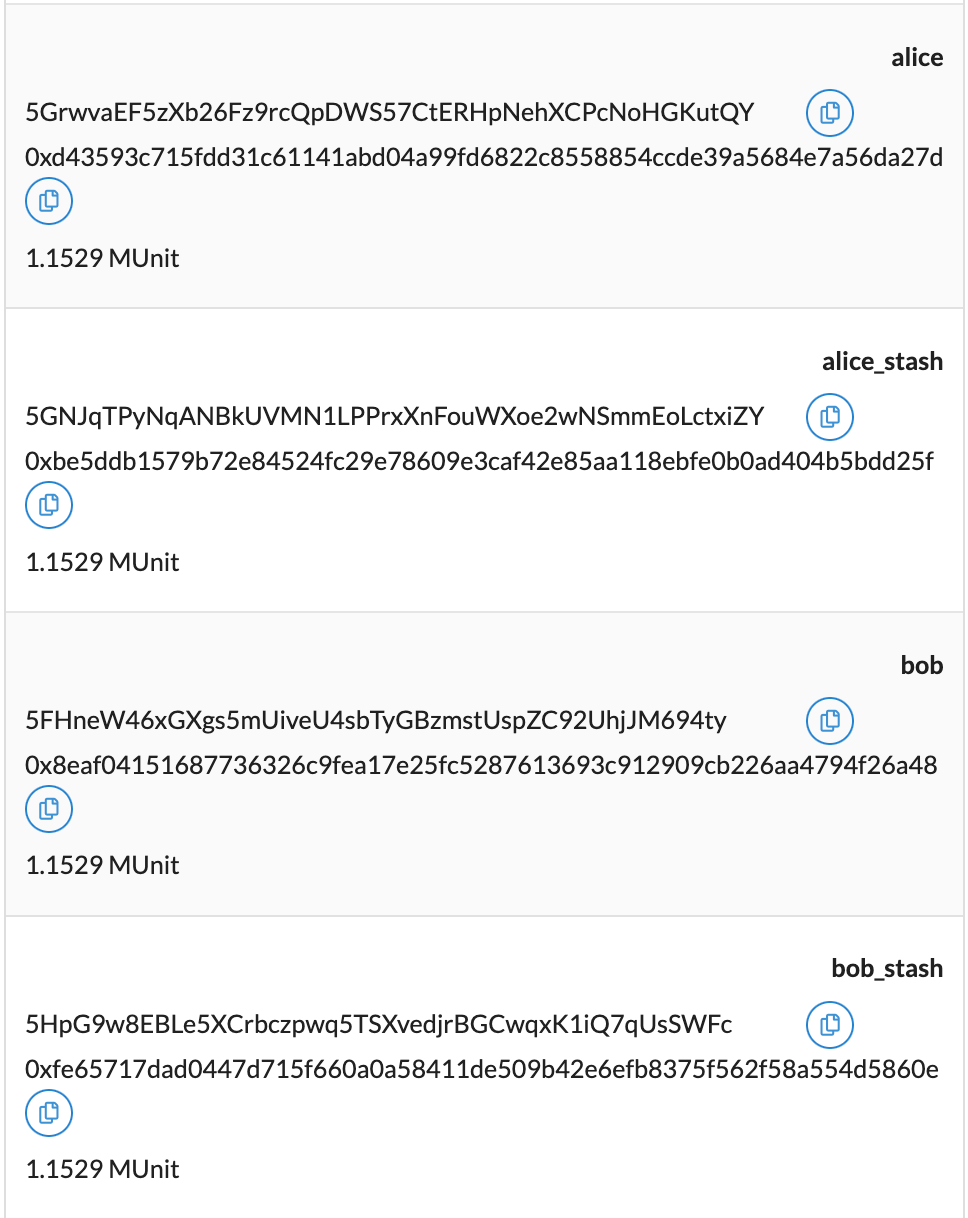 alice
5GrwvaEF5zXb26Fz9rcQpDWS57CtERHpNehXCPcNoHGKutQY
0xd43593c715fdd31c61141abd04a99fd6822c8558854ccde39a5684e7a56da27d
1.1529 MUnit
alice_stash
5GNJqTPyNqANBkUVMN1LPPrxXnFouWXoe2wNSmmEoLctxiZY
0xbe5ddb1579b72e84524fc29e78609e3caf42e85aa118ebfe0b0ad404b5bdd25f
1.1529 MUnit
bob
5FHneW46xGXgs5mUiveU4sbTyGBzmstUspZC92UhjJM694ty
0x8eaf04151687736326c9fea17e25fc5287613693c912909cb226aa4794f26a48
1.1529 MUnit
bob_stash
5HpG9w8EBLe5XCrbczpwq5TSXvedjrBGCwqxK1iQ7qUsSWFc
0xfe65717dad0447d715f660a0a58411de509b42e6efb8375f562f58a554d5860e
1.1529 MUnit